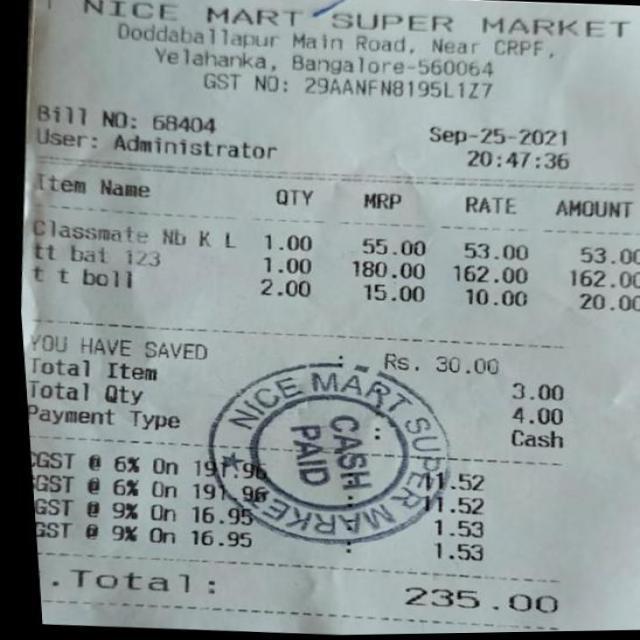 NICE MART SUPER MARKET
Doddaballapur Main Road, Near CRPF,
Yelahanka, Bangalore-560064
GST NO: 29AANFN8195L1Z7
Bill NO: 68404 Sep-25-2021
User: Administrator 20:47:36
Item Name QTY MRP RATE AMOUNT
Classmate Nb K L 1.00 55.00 53.00 53.00
tt bat 123 1.00 180.00 162.00 162.00
t t boll 2.00 15.00 10.00 20.00
YOU HAVE SAVED : Rs. 30.00
Total Item 3.00
Total Qty 4.00
Payment Type : Cash
CGST @ 6% On 191.96 : 11.52
GST @ 6% On 191.96 : 11.52
GST @ 9% On 16.95 : 1.53
GST @ 9% On 16.95 : 1.53
.Total: 235.00
NICE MART SUPER MARKET
CASH
PAID